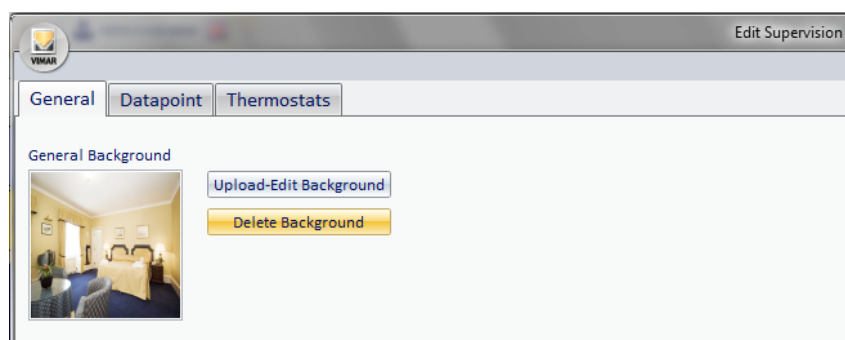 Edit Supervision
VIMAR
General Datapoint Thermostats
General Background
Upload-Edit Background
Delete Background